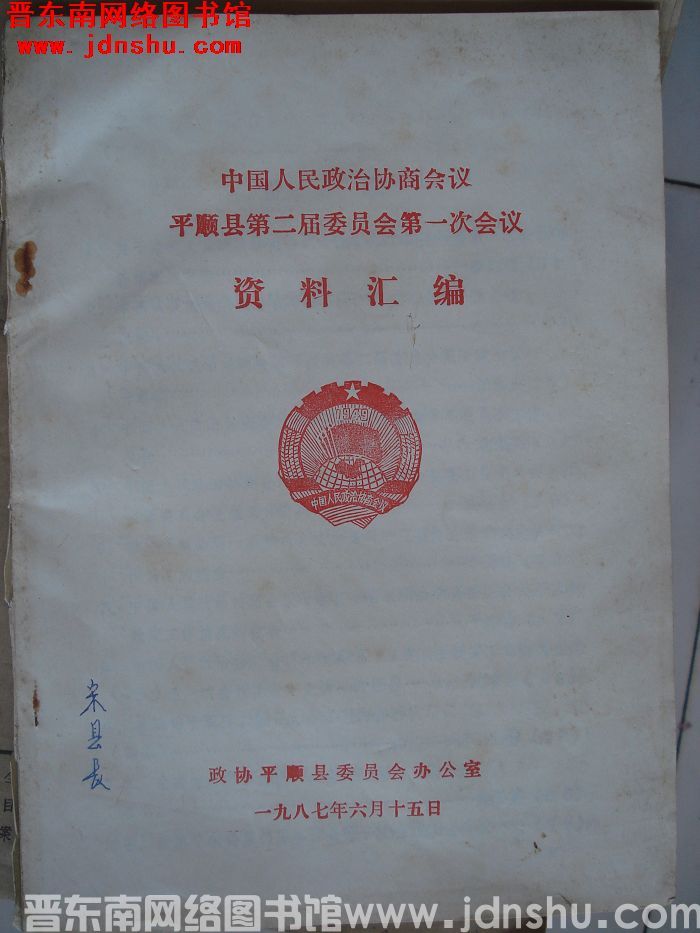 晋东南网络图书馆
www.jdnshu.com
中国人民政治协商会议
平顺县第二届委员会第一次会议
资料汇编
1949
中国人民政治协商会议
县长
政协平顺县委员会办公室
一九八七年六月十五日
目
案
晋东南网络图书馆www.jdnshu.com